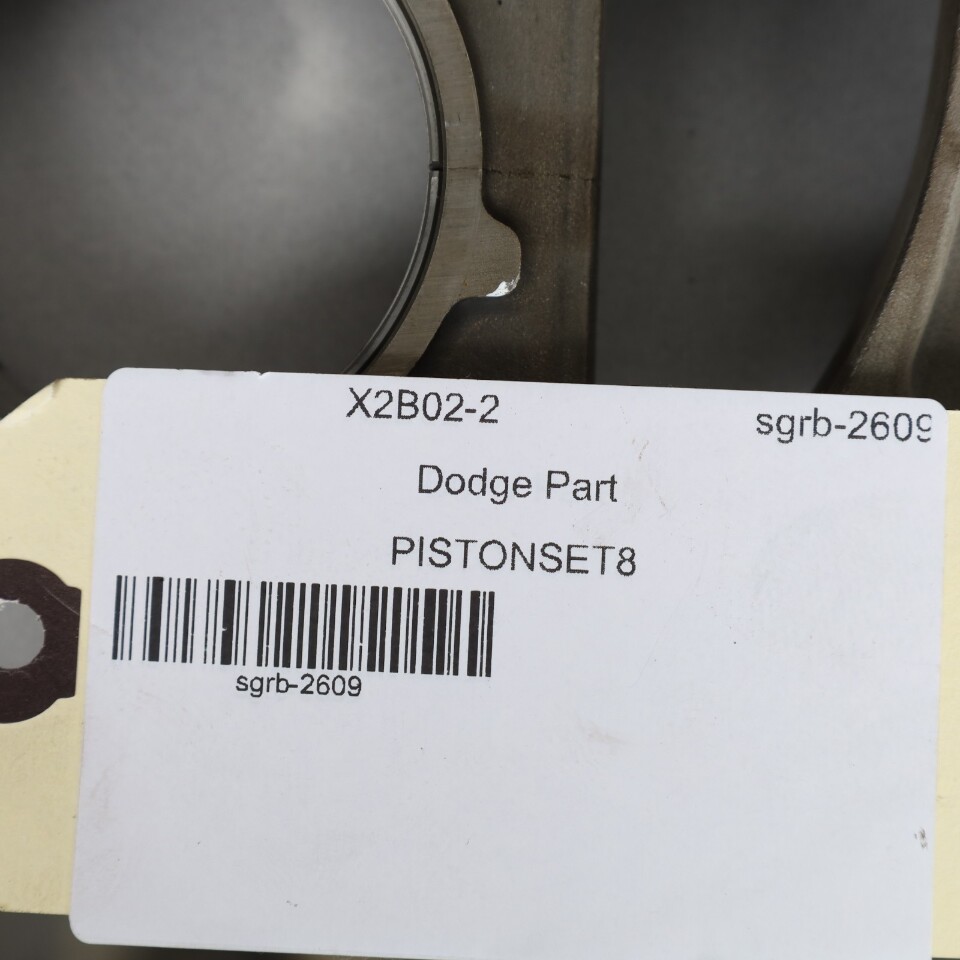 X2B02-2 sgrb-2609
Dodge Part
PISTONSET8
sgrb-2609